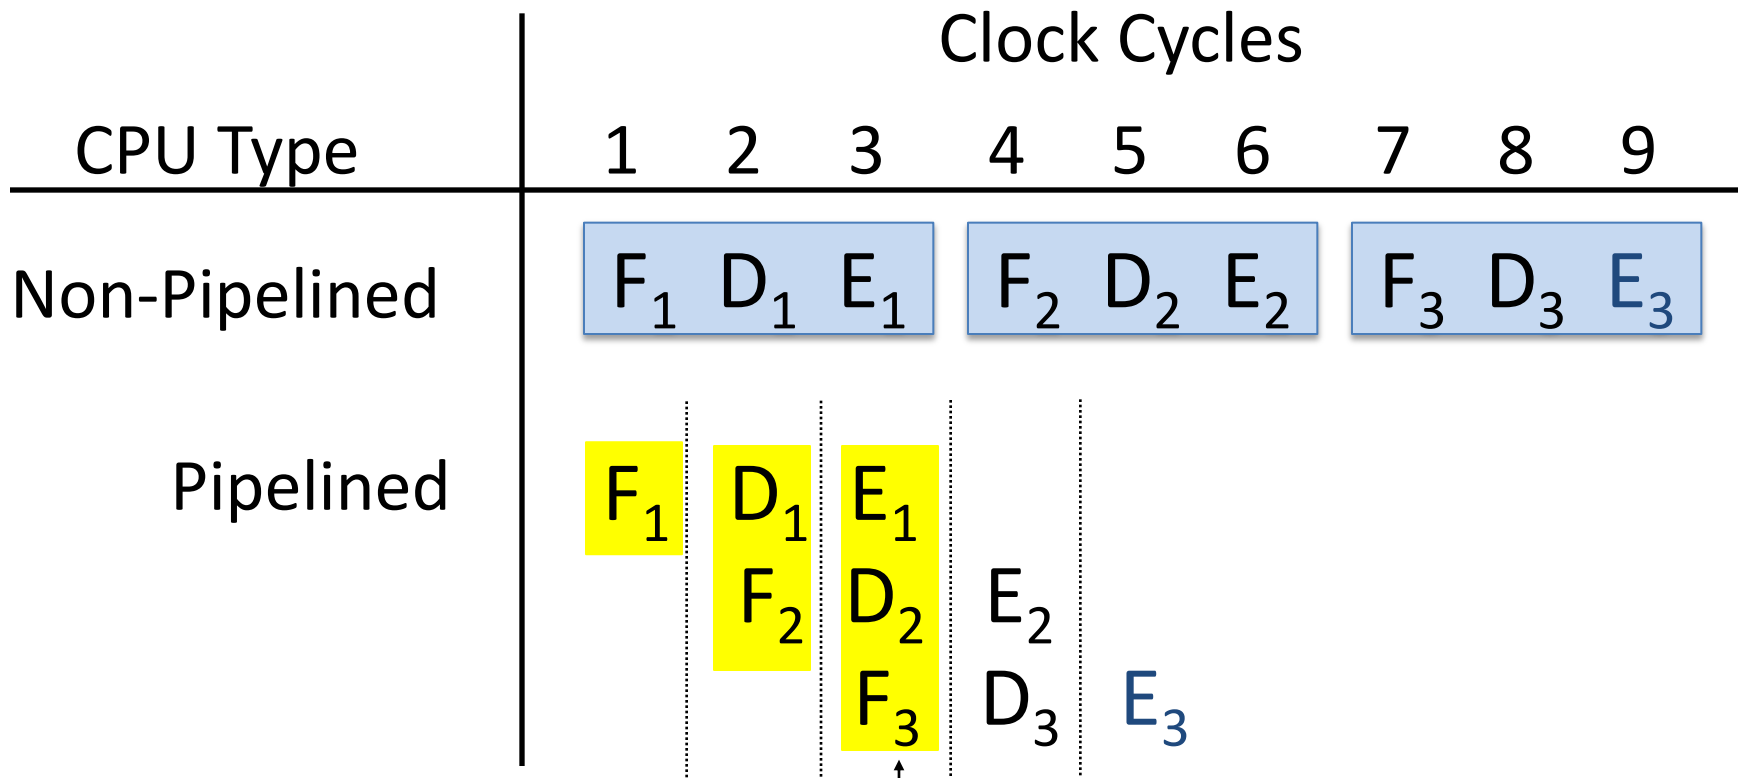 Clock Cycles
CPU Type 1 2 3 4 5 6 7 8 9
Non-Pipelined F₁ D₁ E₁ F₂ D₂ E₂ F₃ D₃ E₃
Pipelined F₁ D₁ E₁
F₂ D₂ E₂
F₃ D₃ E₃